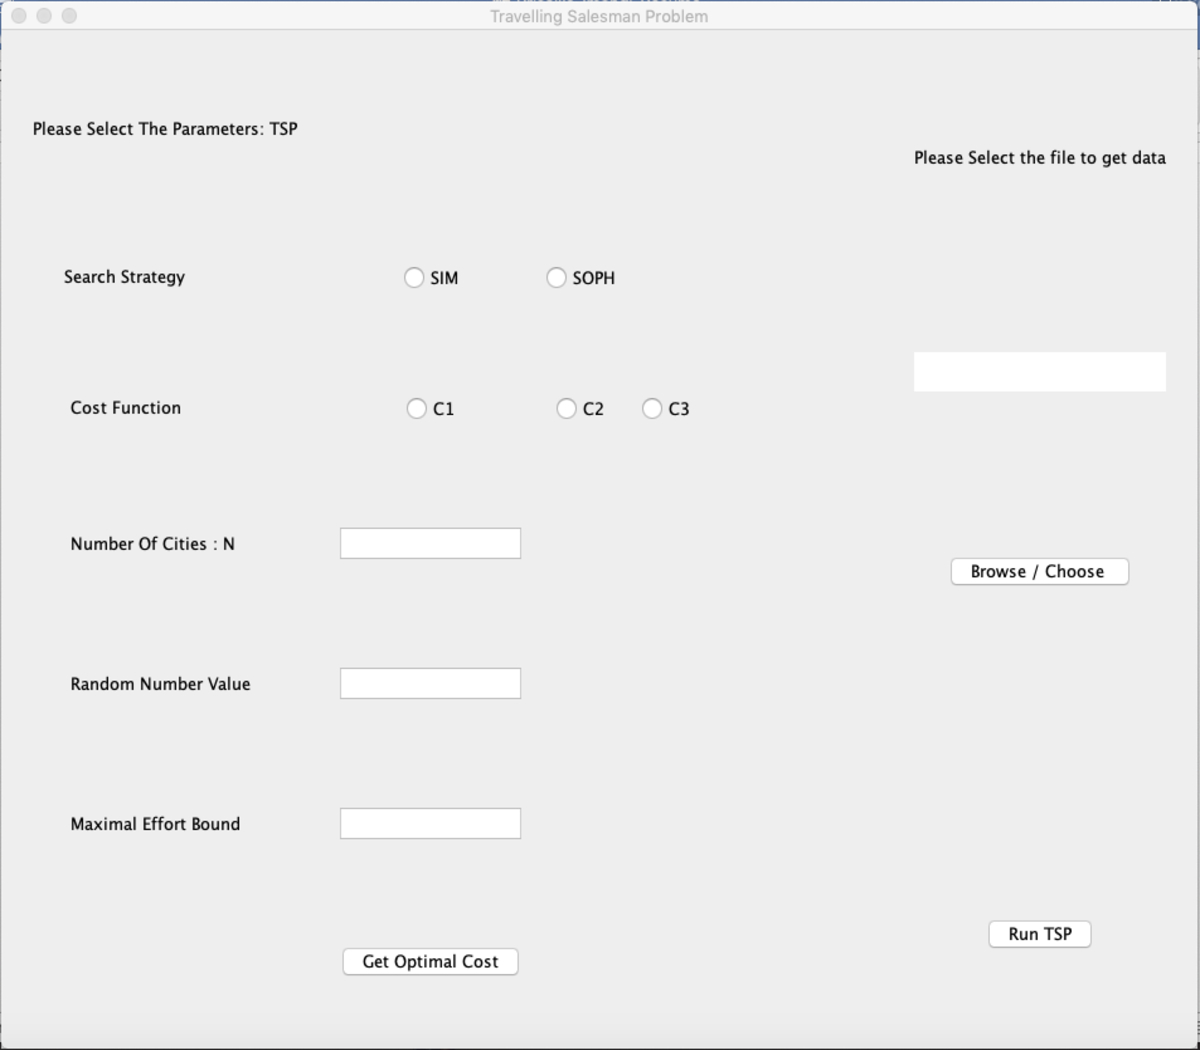 Travelling Salesman Problem
Please Select The Parameters: TSP
Please Select the file to get data
Search Strategy
SIM
SOPH
Cost Function
C1
C2
C3
Number Of Cities : N
Browse / Choose
Random Number Value
Maximal Effort Bound
Run TSP
Get Optimal Cost